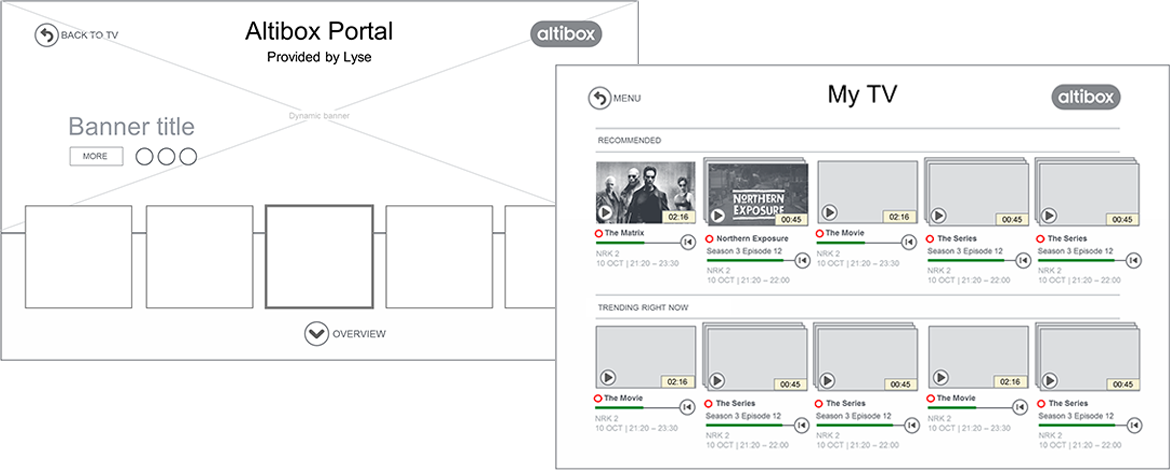 BACK TO TV
Altibox Portal
altibox
Provided by Lyse
Dynamic banner
Banner title
MORE
OVERVIEW
MENU
My TV
altibox
RECOMMENDED
02:16
00:45
02:16
00:45
00:45
NORTHERN
EXPOSURE
The Matrix
NRK 2
10 OCT | 21:20 – 23:30
Northern Exposure
Season 3 Episode 12
NRK 2
10 OCT | 21:20 – 22:00
The Movie
NRK 2
10 OCT | 21:20 – 23:30
The Series
Season 3 Episode 12
NRK 2
10 OCT | 21:20 – 22:00
The Series
Season 3 Episode 12
NRK 2
10 OCT | 21:20 – 22:00
TRENDING RIGHT NOW
02:16
00:45
00:45
02:16
00:45
The Movie
NRK 2
10 OCT | 21:20 – 23:30
The Series
Season 3 Episode 12
NRK 2
10 OCT | 21:20 – 22:00
The Series
Season 3 Episode 12
NRK 2
10 OCT | 21:20 – 22:00
The Movie
NRK 2
10 OCT | 21:20 – 23:30
The Series
Season 3 Episode 12
NRK 2
10 OCT | 21:20 – 22:00